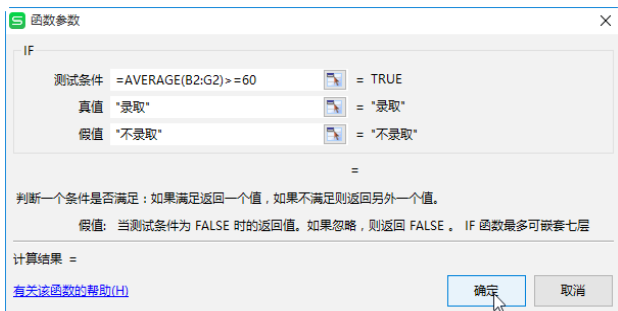 函数参数
IF
测试条件 =AVERAGE(B2:G2)>=60 = TRUE
真值 "录取" = "录取"
假值 "不录取" = "不录取"
=
判断一个条件是否满足：如果满足返回一个值，如果不满足则返回另外一个值。
假值: 当测试条件为 FALSE 时的返回值。如果忽略，则返回 FALSE 。 IF 函数最多可嵌套七层
计算结果 =
有关该函数的帮助(H) 确定 取消